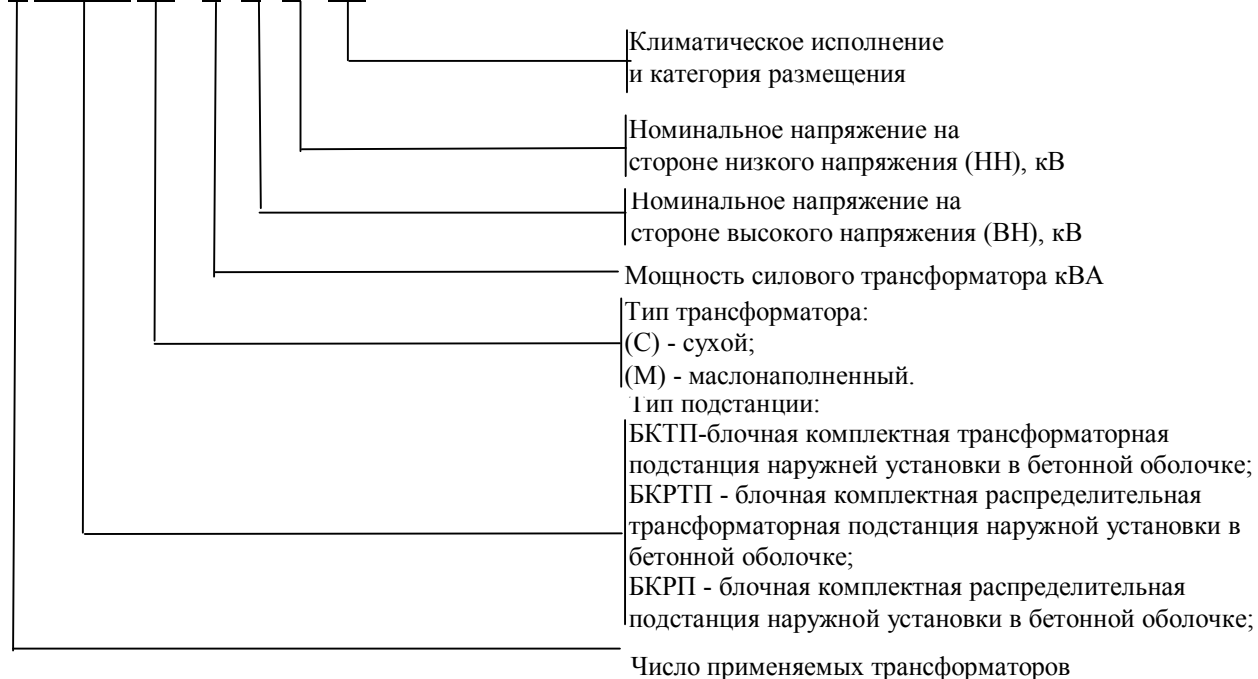 Климатическое исполнение
и категория размещения
Номинальное напряжение на
стороне низкого напряжения (НН), кВ
Номинальное напряжение на
стороне высокого напряжения (ВН), кВ
Мощность силового трансформатора кВА
Тип трансформатора:
(С) - сухой;
(М) - маслонаполненный.
Тип подстанции:
БКТП-блочная комплектная трансформаторная
подстанция наружней установки в бетонной оболочке;
БКРТП - блочная комплектная распределительная
трансформаторная подстанция наружной установки в
бетонной оболочке;
БКРП - блочная комплектная распределительная
подстанция наружной установки в бетонной оболочке;
Число применяемых трансформаторов